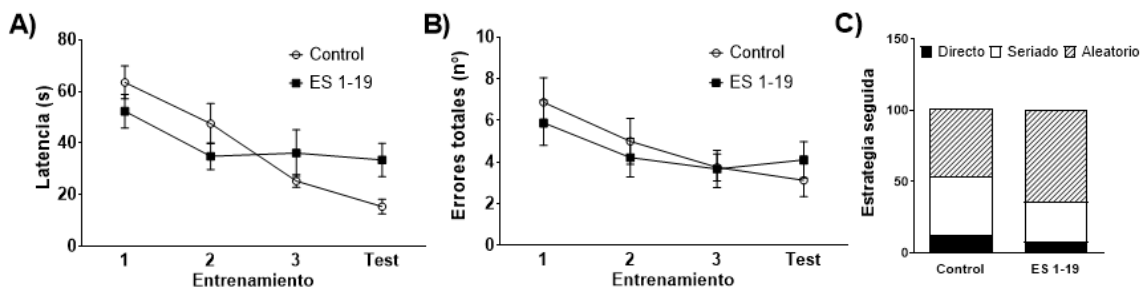 A)
Latencia (s)
80
60
40
20
0
Control
ES 1-19
1 2 3 Test
Entrenamiento
B)
Errores totales (nº)
10
8
6
4
2
0
Control
ES 1-19
1 2 3 Test
Entrenamiento
C)
Estrategia seguida
150
100
50
0
Directo Seriado Aleatorio
Control ES 1-19